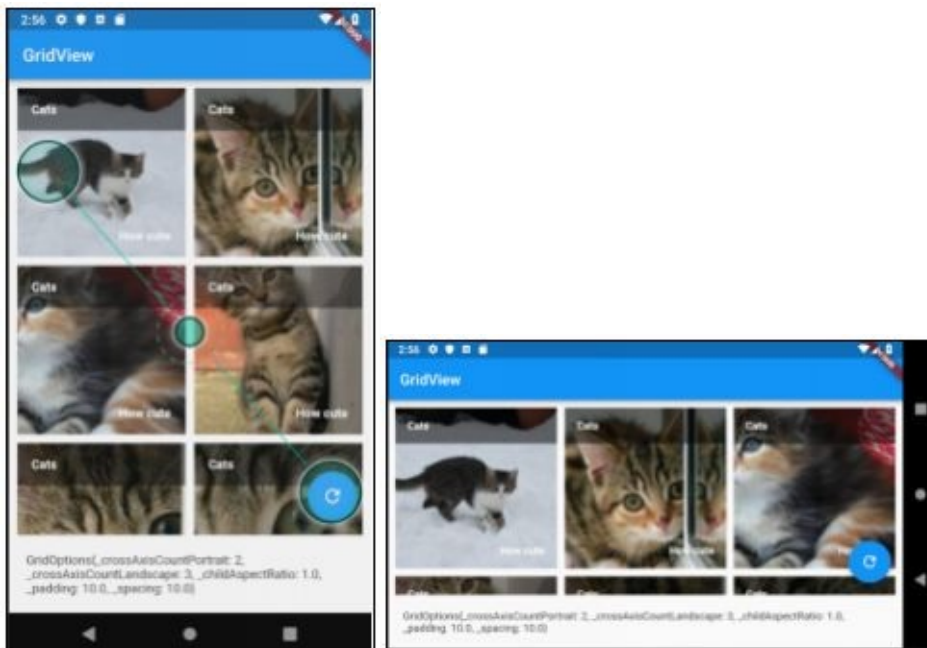 2:56
GridView
Cats
Cats
How cute
How cute
Cats
Cats
How cute
How cute
Cats
Cats
GridOptions{_crossAxisCountPortrait: 2,
_crossAxisCountLandscape: 3, _childAspectRatio: 1.0,
_padding: 10.0, _spacing: 10.0}
2:56
GridView
Cats
Cats
Cats
How cute
How cute
GridOptions{_crossAxisCountPortrait: 2, _crossAxisCountLandscape: 3, _childAspectRatio: 1.0,
_padding: 10.0, _spacing: 10.0}